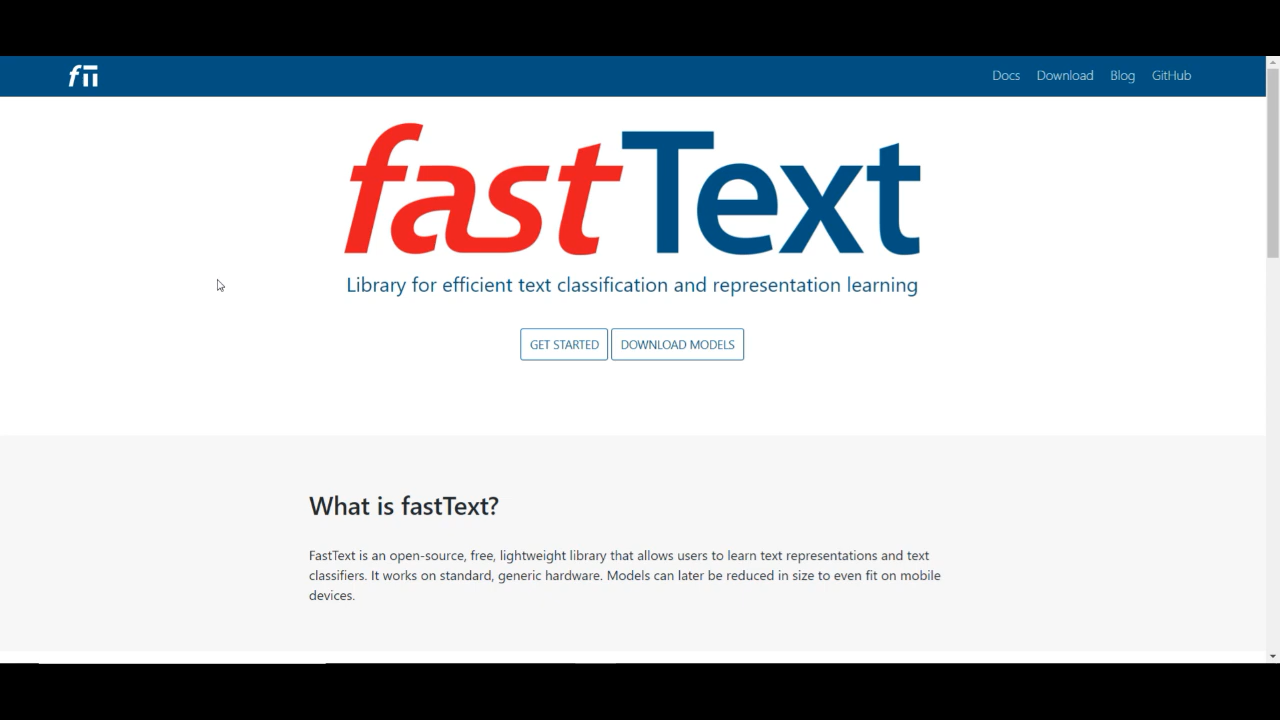 Docs Download Blog GitHub
fastText
Library for efficient text classification and representation learning
GET STARTED DOWNLOAD MODELS
What is fastText?
FastText is an open-source, free, lightweight library that allows users to learn text representations and text
classifiers. It works on standard, generic hardware. Models can later be reduced in size to even fit on mobile
devices.